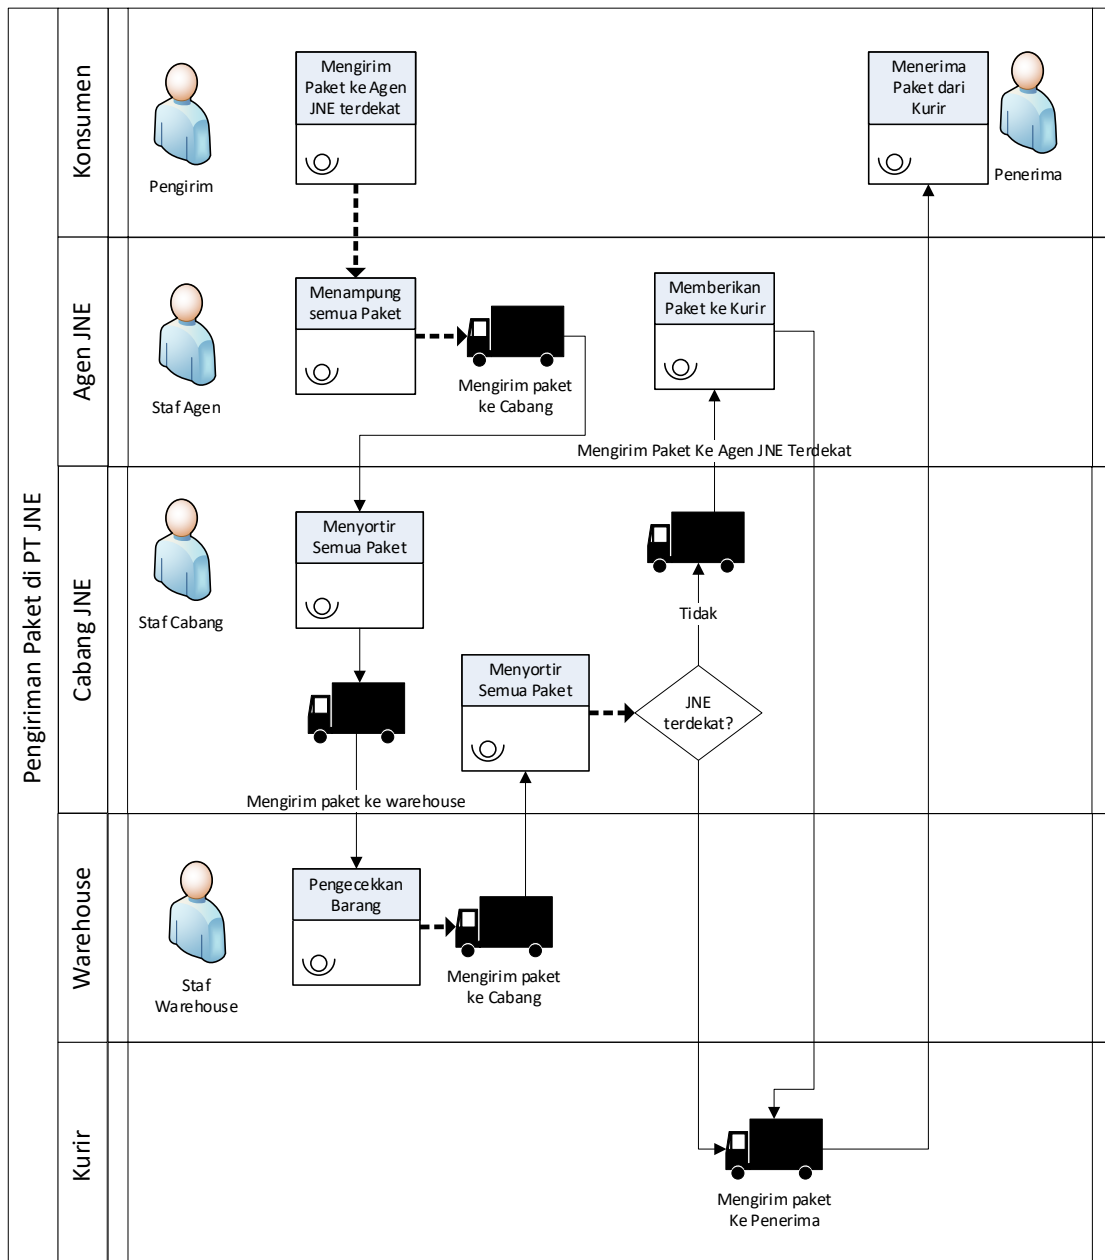 Pengiriman Paket di PT JNE
Konsumen
Pengirim
Mengirim
Paket ke Agen
JNE terdekat
Menerima
Paket dari
Kurir
Penerima
Agen JNE
Staf Agen
Menampung
semua Paket
Mengirim paket
ke Cabang
Memberikan
Paket ke Kurir
Mengirim Paket Ke Agen JNE Terdekat
Cabang JNE
Staf Cabang
Menyortir
Semua Paket
Mengirim paket ke warehouse
Menyortir
Semua Paket
JNE
terdekat?
Tidak
Warehouse
Staf
Warehouse
Pengecekkan
Barang
Mengirim paket
ke Cabang
Kurir
Mengirim paket
Ke Penerima